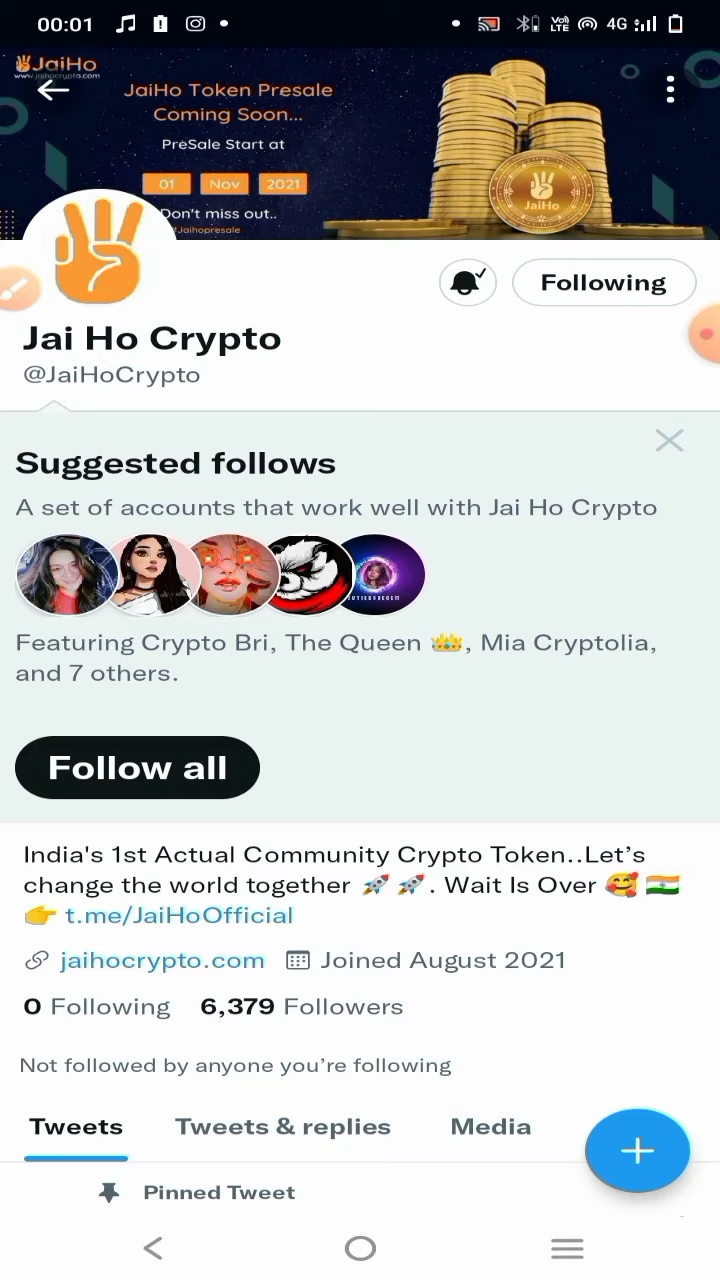 00:01
Vo)
LTE
4G
JaiHo
www.jaihocrypto.com
JaiHo Token Presale
Coming Soon...
PreSale Start at
01 Nov 2021
Don't miss out..
#Jaihopresale
JaiHo
Following
Jai Ho Crypto
@JaiHoCrypto
Suggested follows
A set of accounts that work well with Jai Ho Crypto
Featuring Crypto Bri, The Queen 👑, Mia Cryptolia,
and 7 others.
Follow all
India's 1st Actual Community Crypto Token..Let’s
change the world together 🚀 🚀. Wait Is Over 🥰 🇮🇳
👉 t.me/JaiHoOfficial
jaihocrypto.com Joined August 2021
0 Following 6,379 Followers
Not followed by anyone you’re following
Tweets Tweets & replies Media
Pinned Tweet